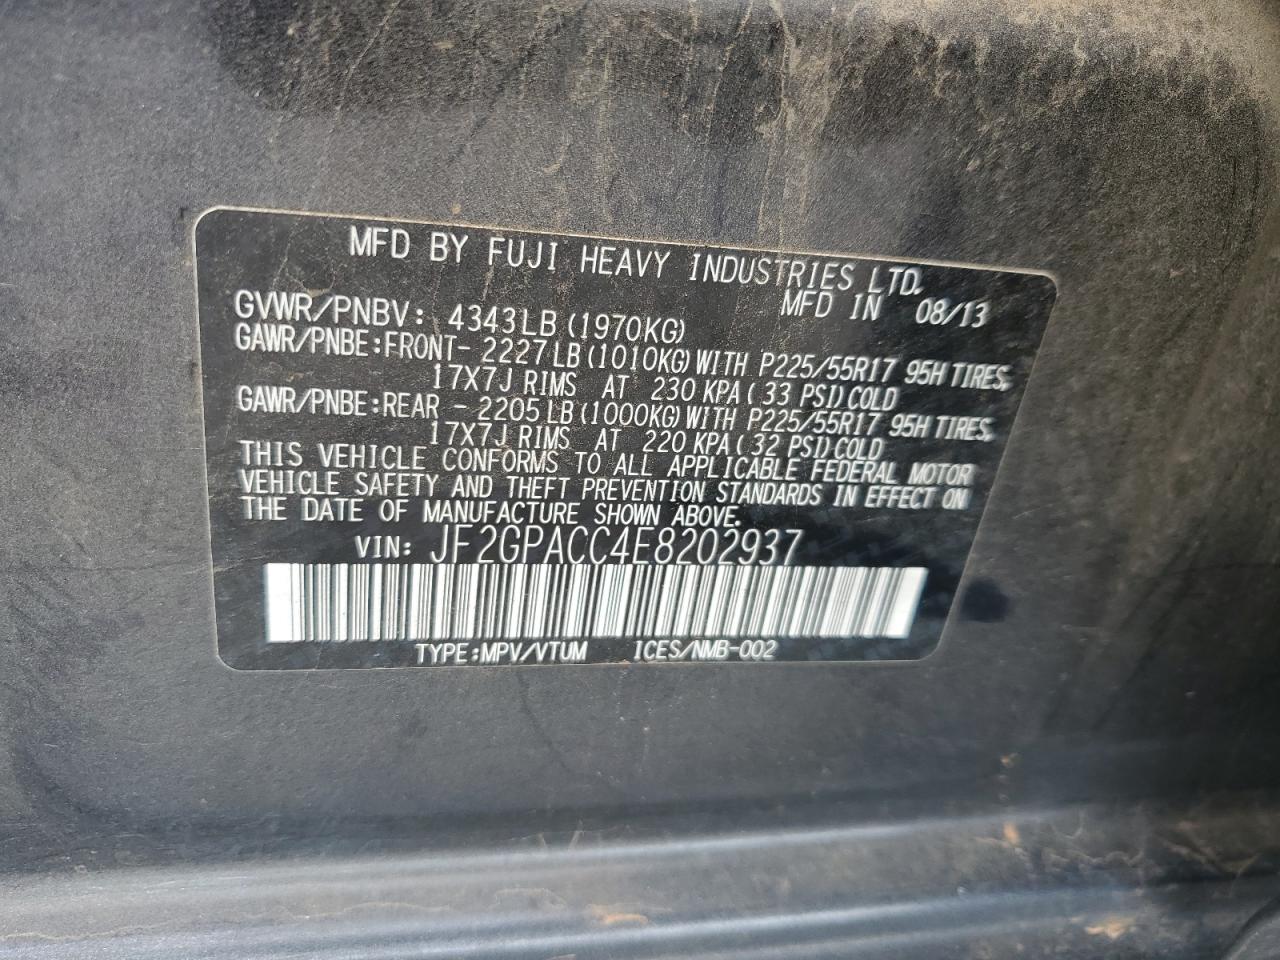 MFD BY FUJI HEAVY INDUSTRIES LTD.
MFD IN 08/13
GVWR/PNBV: 4343LB (1970KG)
GAWR/PNBE:FRONT- 2227LB(1010KG)WITH P225/55R17 95H TIRES,
17X7J RIMS AT 230 KPA( 33 PSI)COLD
GAWR/PNBE:REAR - 2205LB(1000KG)WITH P225/55R17 95H TIRES,
17X7J RIMS AT 220 KPA( 32 PSI)COLD
THIS VEHICLE CONFORMS TO ALL APPLICABLE FEDERAL MOTOR
VEHICLE SAFETY AND THEFT PREVENTION STANDARDS IN EFFECT ON
THE DATE OF MANUFACTURE SHOWN ABOVE.
VIN: JF2GPACC4E8202937
TYPE:MPV/VTUM ICES/NMB-002